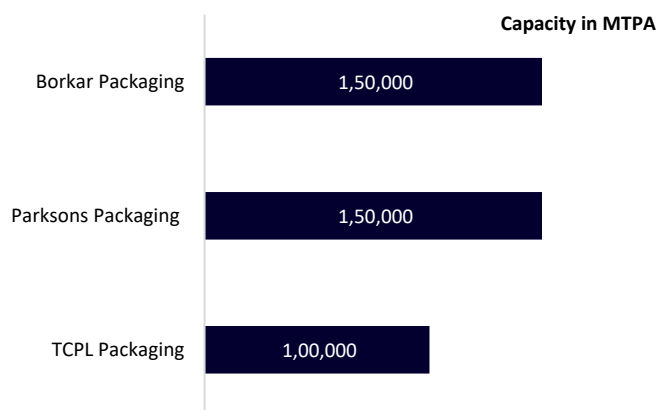 Capacity in MTPA
Borkar Packaging
1,50,000
Parksons Packaging
1,50,000
TCPL Packaging
1,00,000